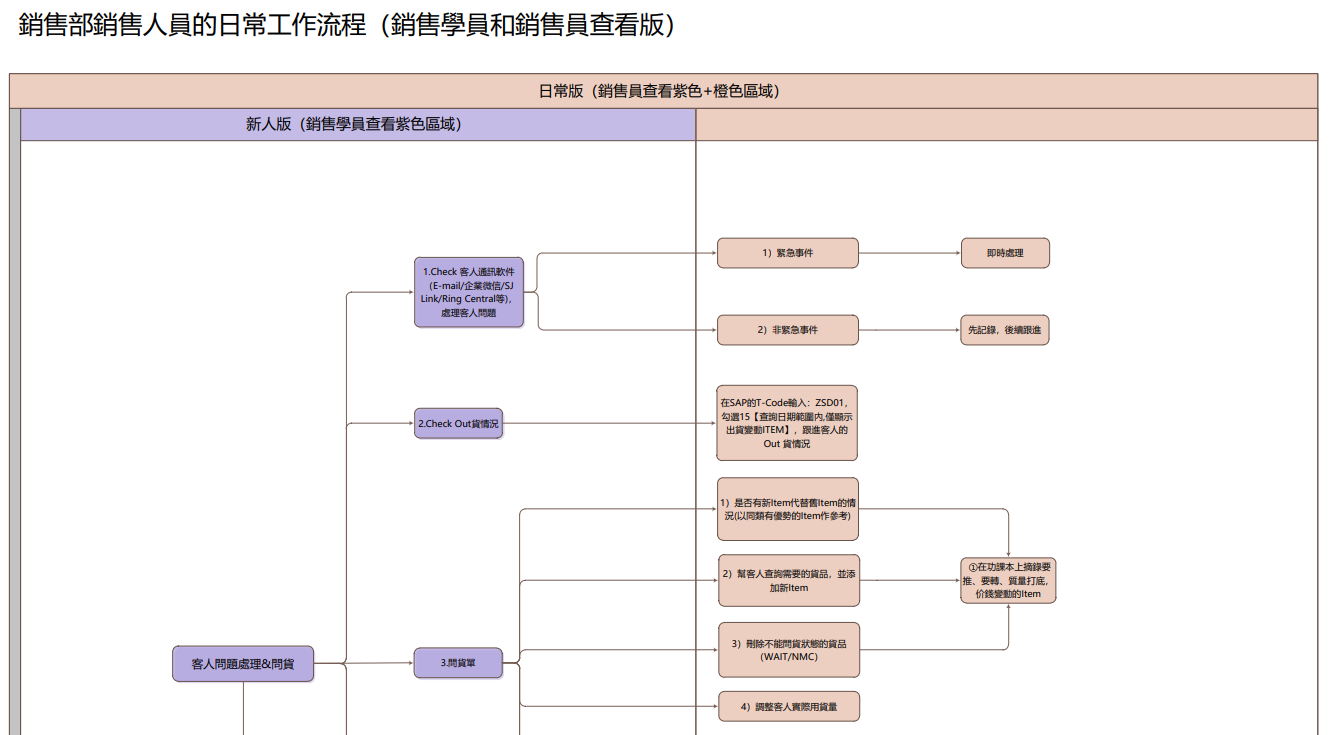 銷售部銷售人員的日常工作流程（銷售學員和銷售員查看版）
日常版（銷售員查看紫色+橙色區域）
新人版（銷售學員查看紫色區域）
1.Check 客人通訊軟件
（E-mail/企業微信/SJ
Link/Ring Central等)，
處理客人問題
1）緊急事件
即時處理
2）非緊急事件
先記錄，後續跟進
2.Check Out貨情況
在SAP的T-Code輸入：ZSD01，
勾選15【查詢日期範圍内,僅顯示
出貨變動ITEM】，跟進客人的
Out 貨情況
1）是否有新Item代替舊Item的情
況(以同類有優勢的Item作參考)
2）幫客人查詢需要的貨品，並添
加新Item
①在功課本上摘錄要
推、要轉、質量打底，
价錢變動的Item
3）刪除不能問貨狀態的貨品
（WAIT/NMC）
客人問題處理&問貨
3.問貨單
4）調整客人實際用貨量